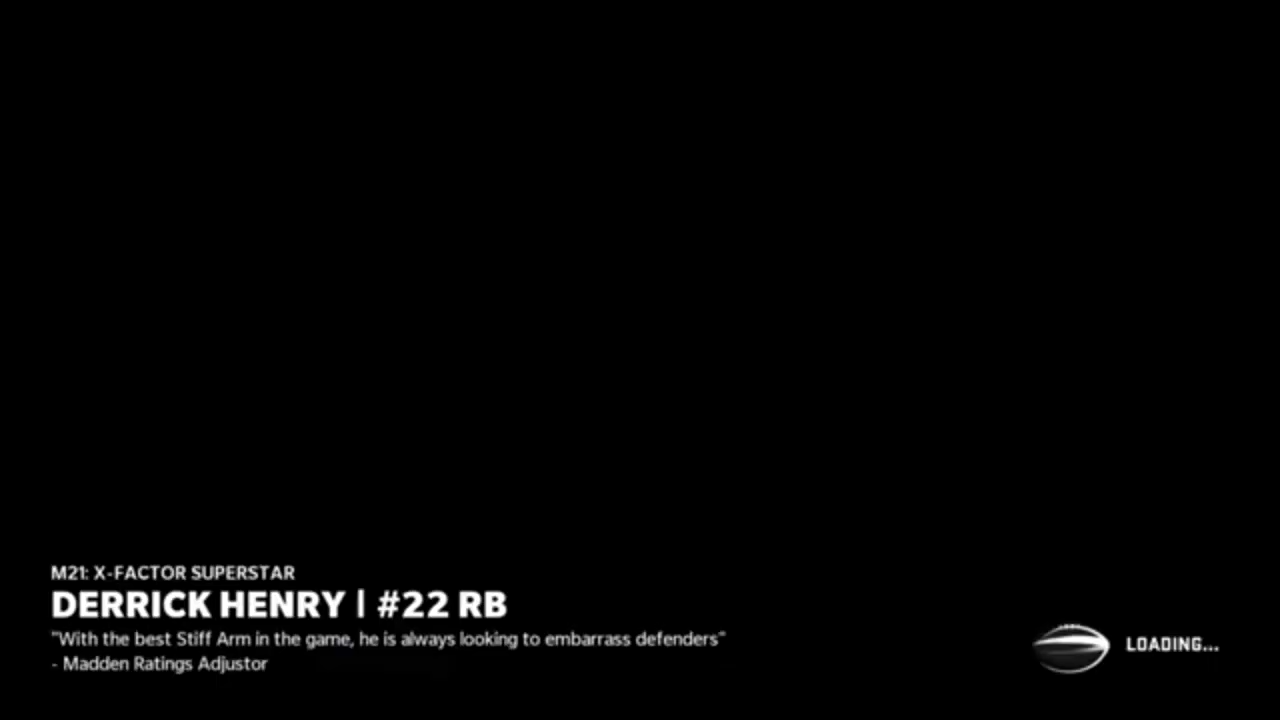 M21: X-FACTOR SUPERSTAR
DERRICK HENRY | #22 RB
"With the best Stiff Arm in the game, he is always looking to embarrass defenders"
- Madden Ratings Adjustor
LOADING...